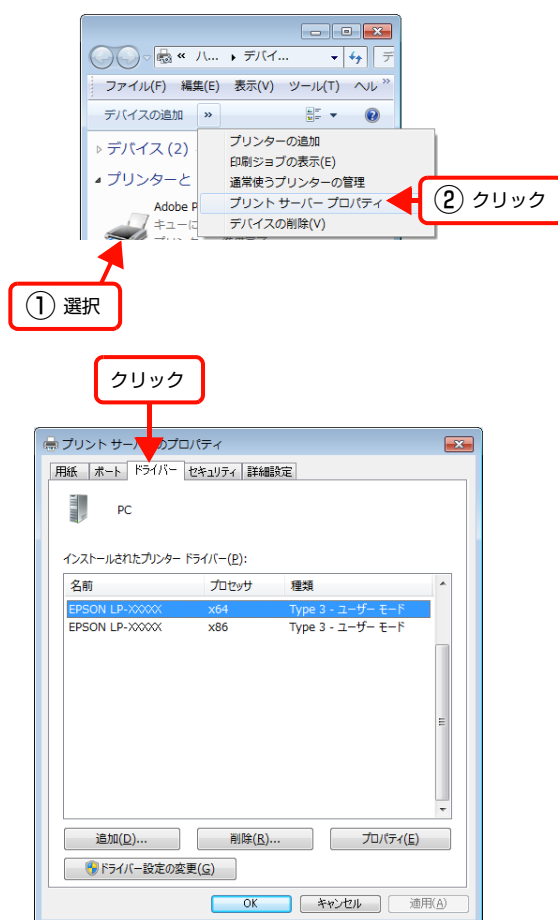 « ハ... ▸ デバイ...
ファイル(F) 編集(E) 表示(V) ツール(T) ヘル »
デバイスの追加 »
デバイス (2)
プリンターの追加
印刷ジョブの表示(E)
通常使うプリンターの管理
プリント サーバー プロパティ
デバイスの削除(V)
② クリック
プリンターと
Adobe P
キューに
① 選択
クリック
プリント サーバーのプロパティ
用紙 ポート ドライバー セキュリティ 詳細設定
PC
インストールされたプリンター ドライバー(P):
名前 プロセッサ 種類
EPSON LP-XXXXX x64 Type 3 - ユーザー モード
EPSON LP-XXXXX x86 Type 3 - ユーザー モード
追加(D)... 削除(R)... プロパティ(E)
ドライバー設定の変更(G)
OK キャンセル 適用(A)